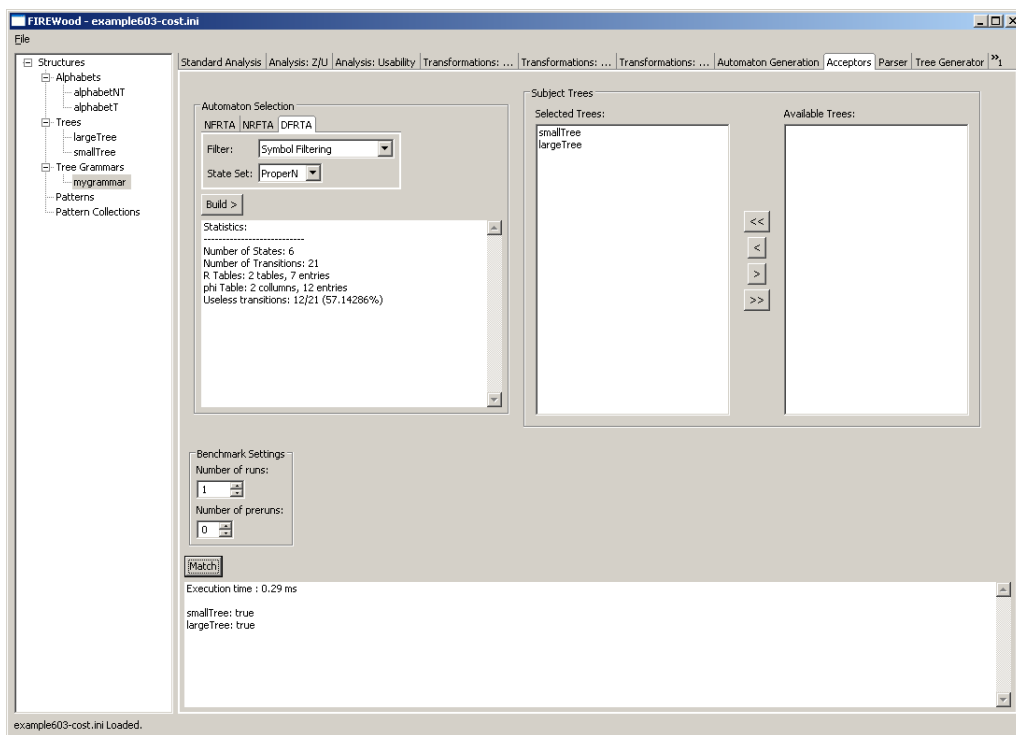 FIREWood - example603-cost.ini
File
Structures
Alphabets
alphabetNT
alphabetT
Trees
largeTree
smallTree
Tree Grammars
mygrammar
Patterns
Pattern Collections
Standard Analysis Analysis: Z/U Analysis: Usability Transformations: ... Transformations: ... Transformations: ... Automaton Generation Acceptors Parser Tree Generator »1
Automaton Selection
NFRTA NRFTA DFRTA
Filter: Symbol Filtering
State Set: ProperN
Build >
Statistics:
---------------------------
Number of States: 6
Number of Transitions: 21
R Tables: 2 tables, 7 entries
phi Table: 2 collumns, 12 entries
Useless transitions: 12/21 (57.14286%)
Subject Trees
Selected Trees: Available Trees:
smallTree
largeTree
<<
<
>
>>
Benchmark Settings
Number of runs:
1
Number of preruns:
0
Match
Execution time : 0.29 ms
smallTree: true
largeTree: true
example603-cost.ini Loaded.